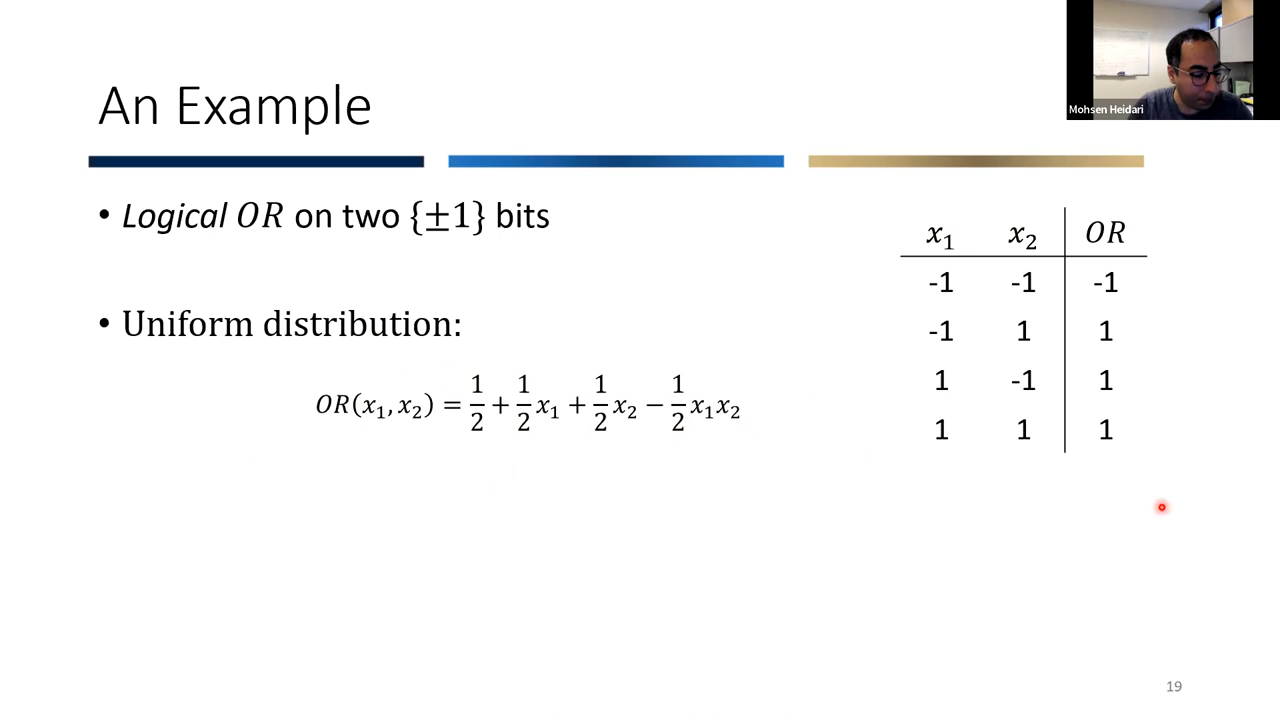 Mohsen Heidari
An Example
• Logical OR on two {±1} bits
• Uniform distribution:
OR(x₁, x₂) = 1/2 + 1/2 x₁ + 1/2 x₂ − 1/2 x₁x₂
x₁ x₂ OR
-1 -1 -1
-1 1 1
1 -1 1
1 1 1
19